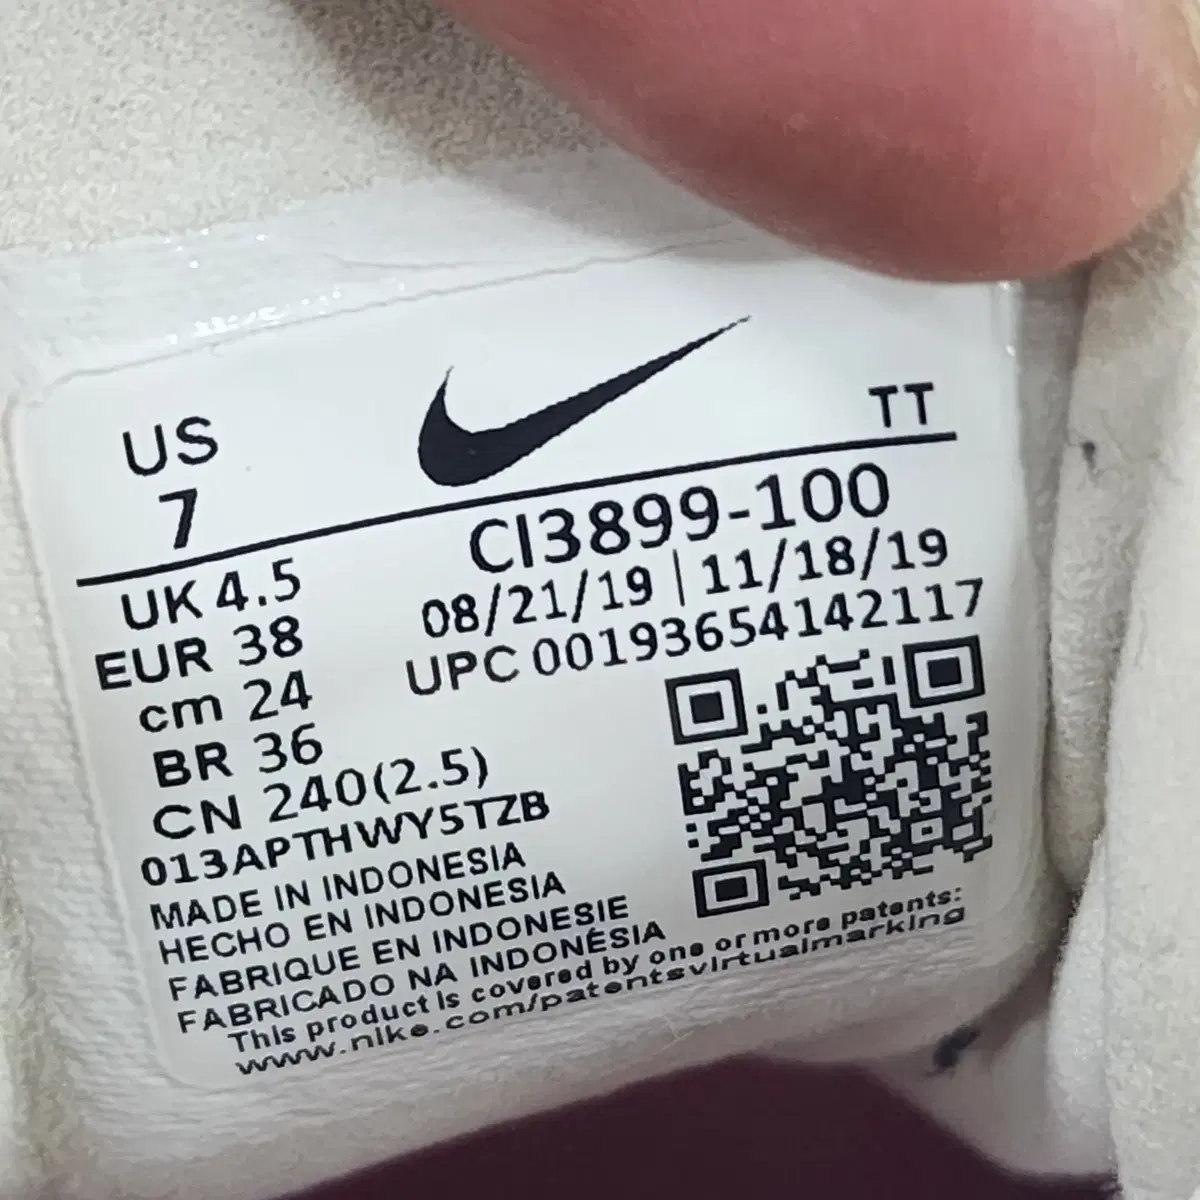 US
7
TT
UK 4.5
EUR 38
cm 24
BR 36
CN 240(2.5)
CI3899-100
08/21/19 | 11/18/19
UPC 00193654142117
013APTHWY5TZB
MADE IN INDONESIA
HECHO EN INDONESIA
FABRIQUE EN INDONESIE
FABRICADO NA INDONÉSIA
This product is covered by one or more patents:
www.nike.com/patentsvirtualmarking